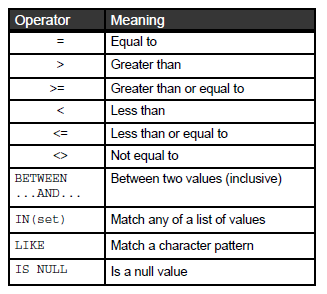 Operator Meaning
= Equal to
> Greater than
>= Greater than or equal to
< Less than
<= Less than or equal to
<> Not equal to
BETWEEN Between two values (inclusive)
...AND...
IN(set) Match any of a list of values
LIKE Match a character pattern
IS NULL Is a null value